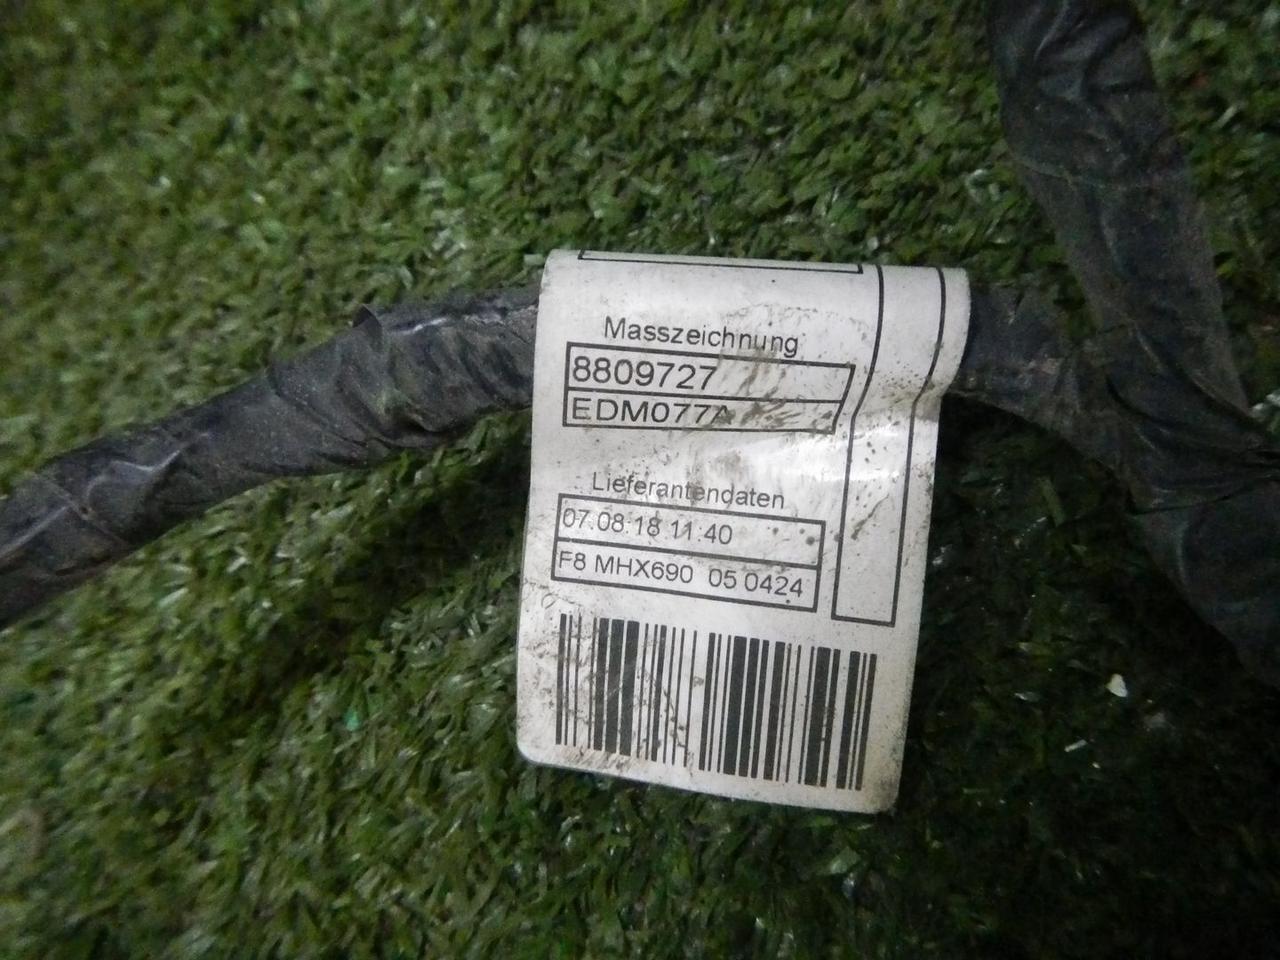 Masszeichnung
8809727
EDM077A
Lieferantendaten
07.08.18 11:40
F8 MHX690 05 0424